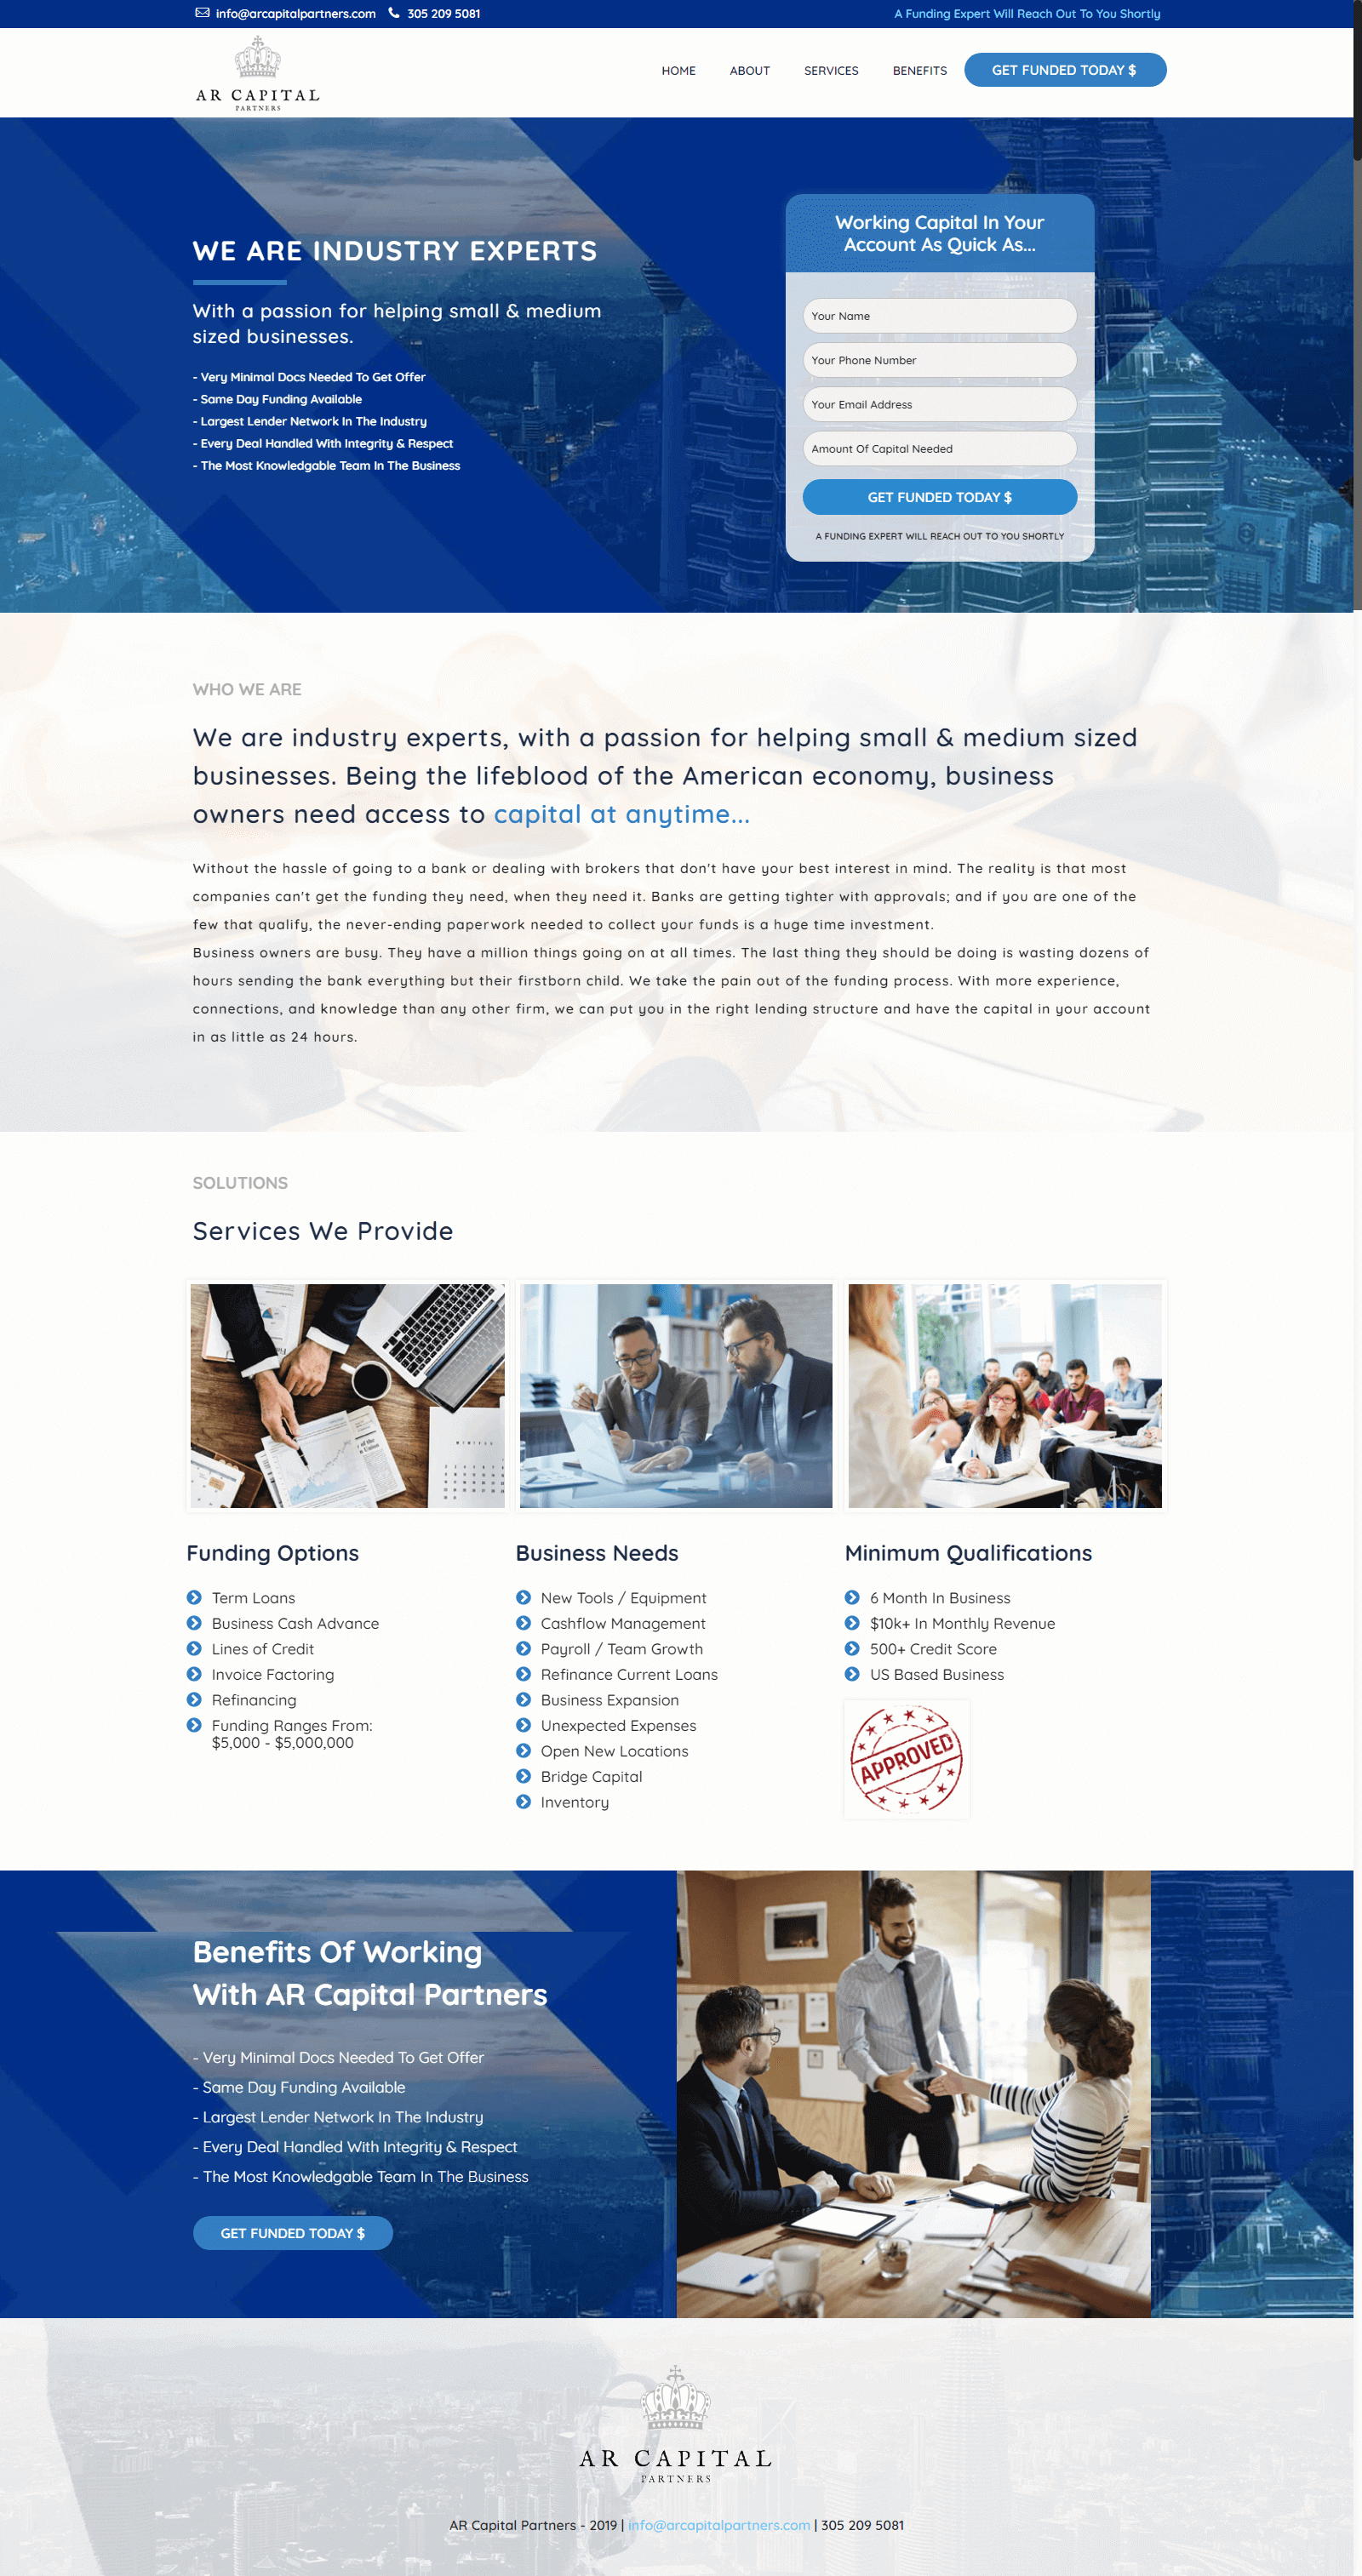 info@arcapitalpartners.com 305 209 5081
A Funding Expert Will Reach Out To You Shortly
AR CAPITAL
PARTNERS
HOME ABOUT SERVICES BENEFITS GET FUNDED TODAY $
WE ARE INDUSTRY EXPERTS
With a passion for helping small & medium
sized businesses.
- Very Minimal Docs Needed To Get Offer
- Same Day Funding Available
- Largest Lender Network In The Industry
- Every Deal Handled With Integrity & Respect
- The Most Knowledgable Team In The Business
Working Capital In Your
Account As Quick As...
Your Name
Your Phone Number
Your Email Address
Amount Of Capital Needed
GET FUNDED TODAY $
A FUNDING EXPERT WILL REACH OUT TO YOU SHORTLY
WHO WE ARE
We are industry experts, with a passion for helping small & medium sized
businesses. Being the lifeblood of the American economy, business
owners need access to capital at anytime...
Without the hassle of going to a bank or dealing with brokers that don't have your best interest in mind. The reality is that most
companies can't get the funding they need, when they need it. Banks are getting tighter with approvals; and if you are one of the
few that qualify, the never-ending paperwork needed to collect your funds is a huge time investment.
Business owners are busy. They have a million things going on at all times. The last thing they should be doing is wasting dozens of
hours sending the bank everything but their firstborn child. We take the pain out of the funding process. With more experience,
connections, and knowledge than any other firm, we can put you in the right lending structure and have the capital in your account
in as little as 24 hours.
SOLUTIONS
Services We Provide
Funding Options
Term Loans
Business Cash Advance
Lines of Credit
Invoice Factoring
Refinancing
Funding Ranges From:
$5,000 - $5,000,000
Business Needs
New Tools / Equipment
Cashflow Management
Payroll / Team Growth
Refinance Current Loans
Business Expansion
Unexpected Expenses
Open New Locations
Bridge Capital
Inventory
Minimum Qualifications
6 Month In Business
$10k+ In Monthly Revenue
500+ Credit Score
US Based Business
APPROVED
Benefits Of Working
With AR Capital Partners
- Very Minimal Docs Needed To Get Offer
- Same Day Funding Available
- Largest Lender Network In The Industry
- Every Deal Handled With Integrity & Respect
- The Most Knowledgable Team In The Business
GET FUNDED TODAY $
AR CAPITAL
PARTNERS
AR Capital Partners - 2019 | info@arcapitalpartners.com | 305 209 5081